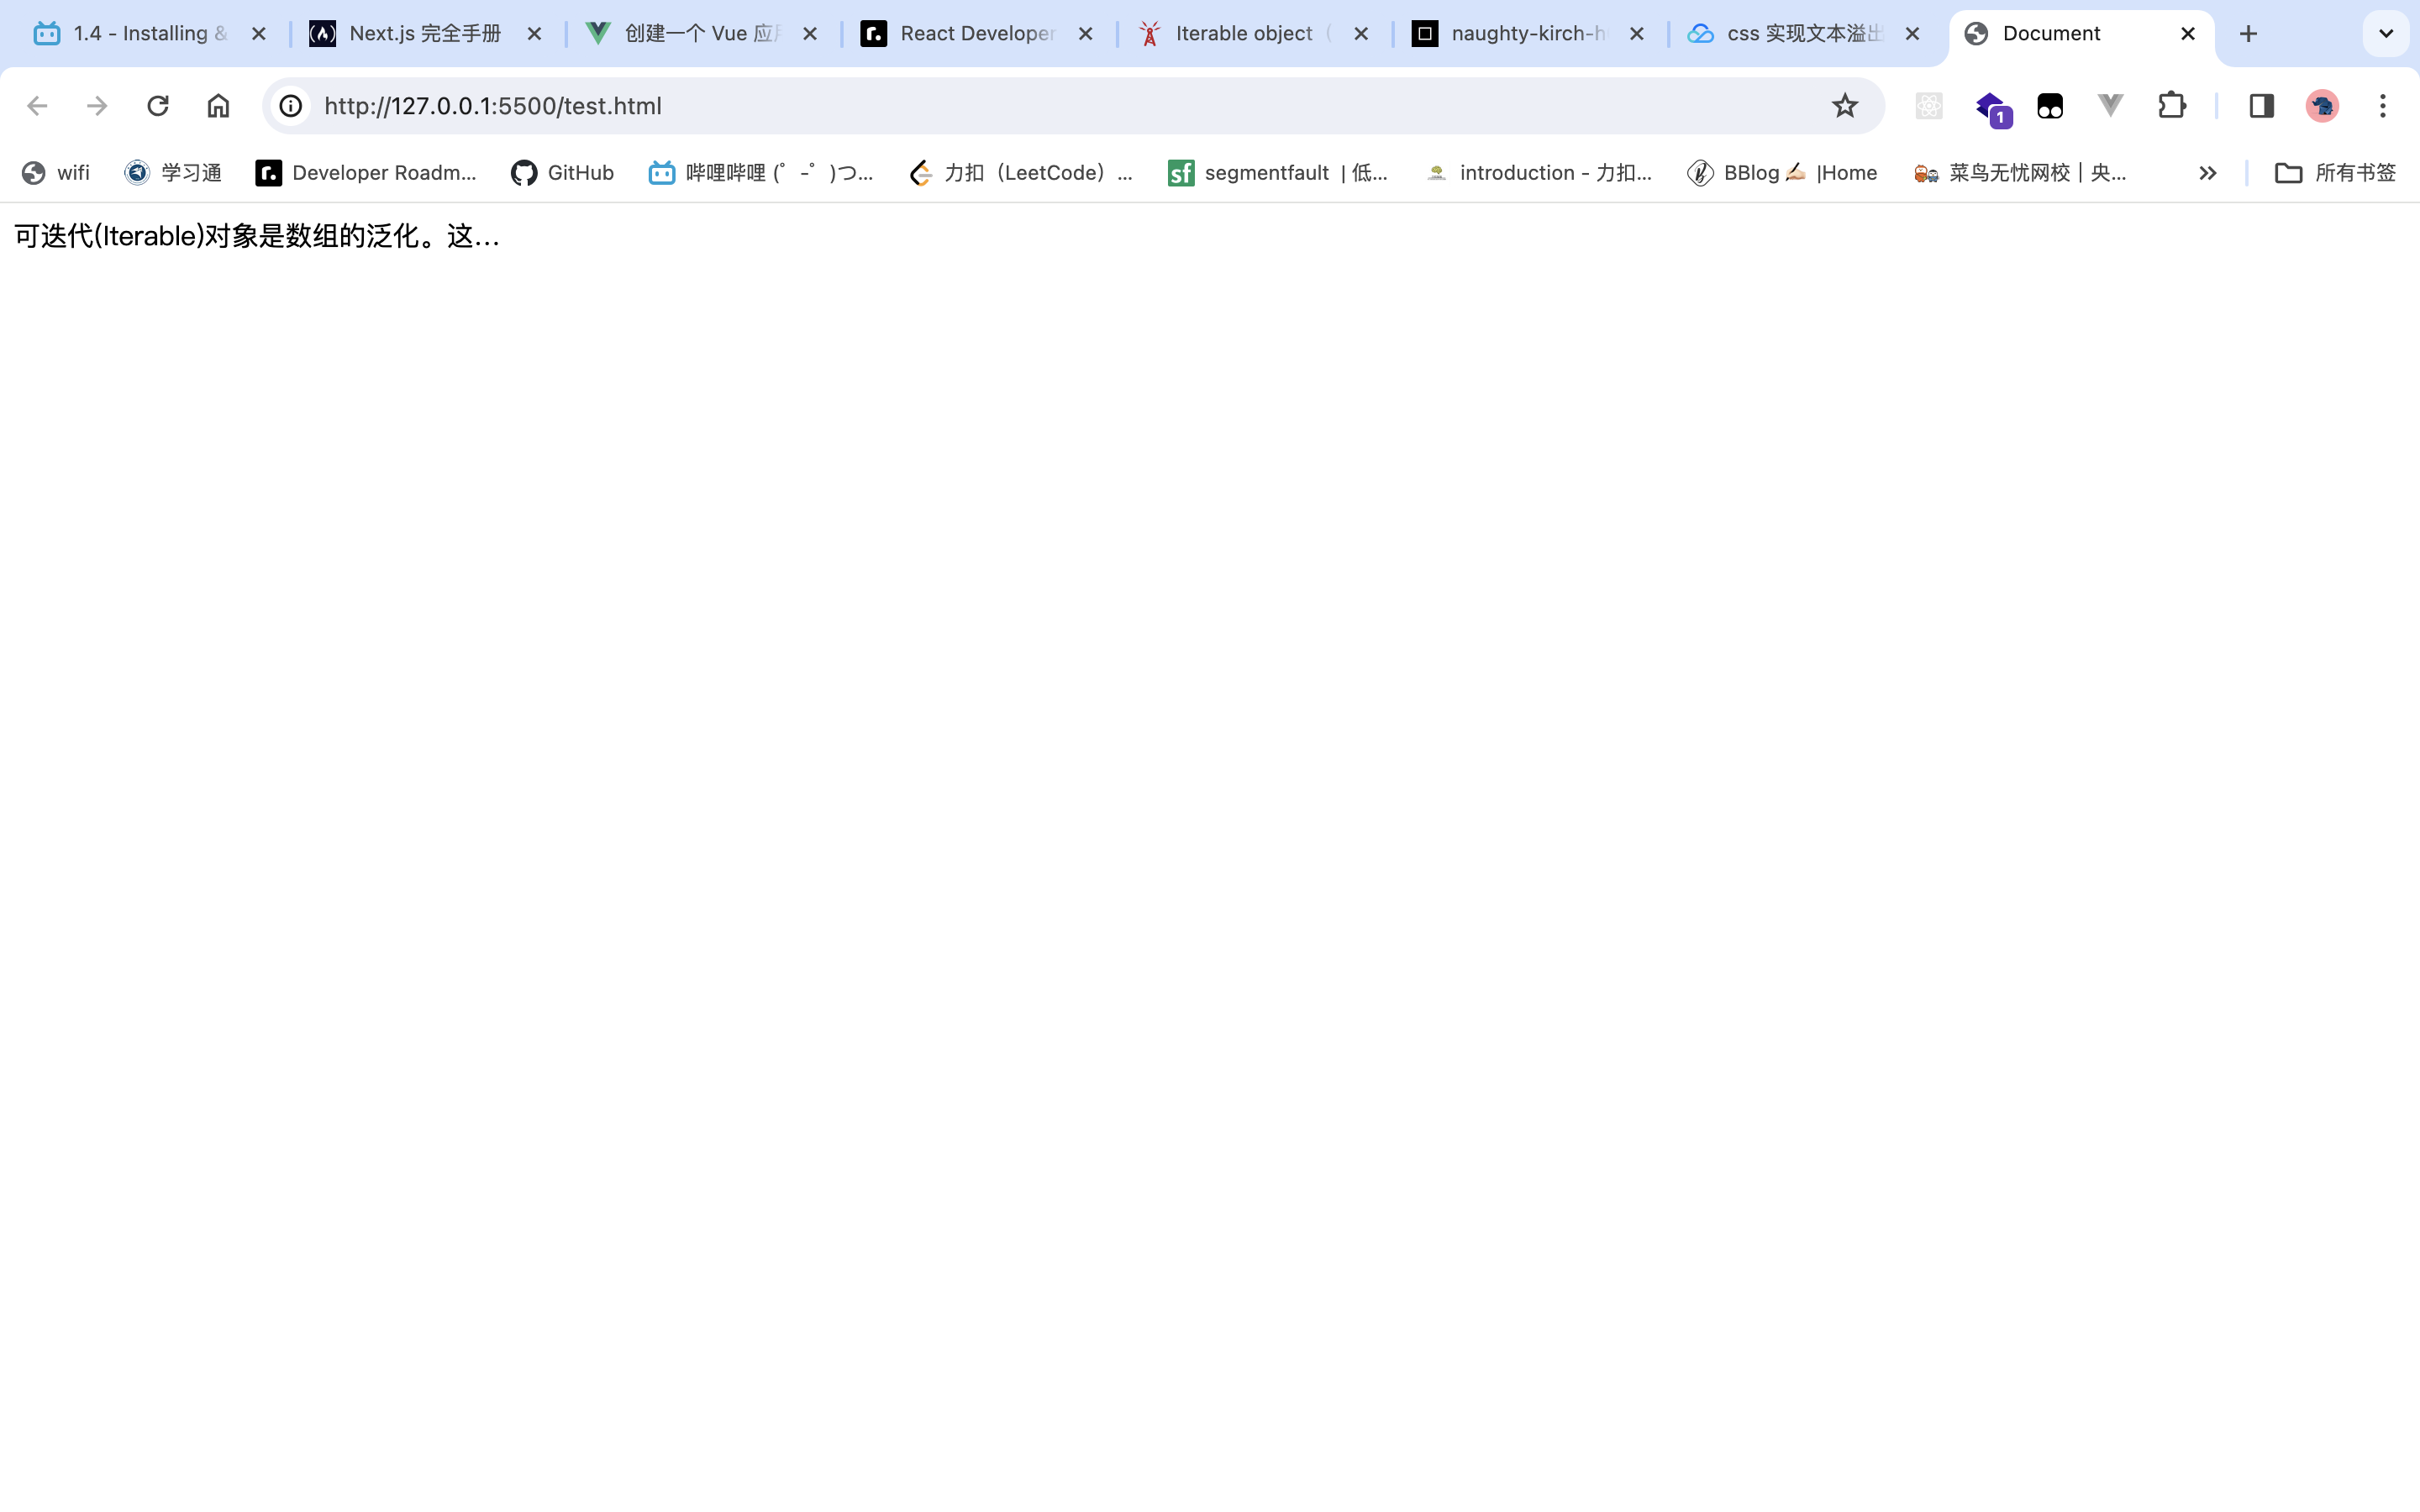 1.4 - Installing &
Next.js 完全手册
创建一个 Vue 应用
React Developer
Iterable object（
naughty-kirch-h
css 实现文本溢出
Document
http://127.0.0.1:5500/test.html
1
wifi
学习通
Developer Roadm...
GitHub
哔哩哔哩 (゜-゜)つ...
力扣（LeetCode）...
sf
segmentfault | 低...
introduction - 力扣...
BBlog✍🏻 |Home
菜鸟无忧网校｜央...
所有书签
可迭代(Iterable)对象是数组的泛化。这...